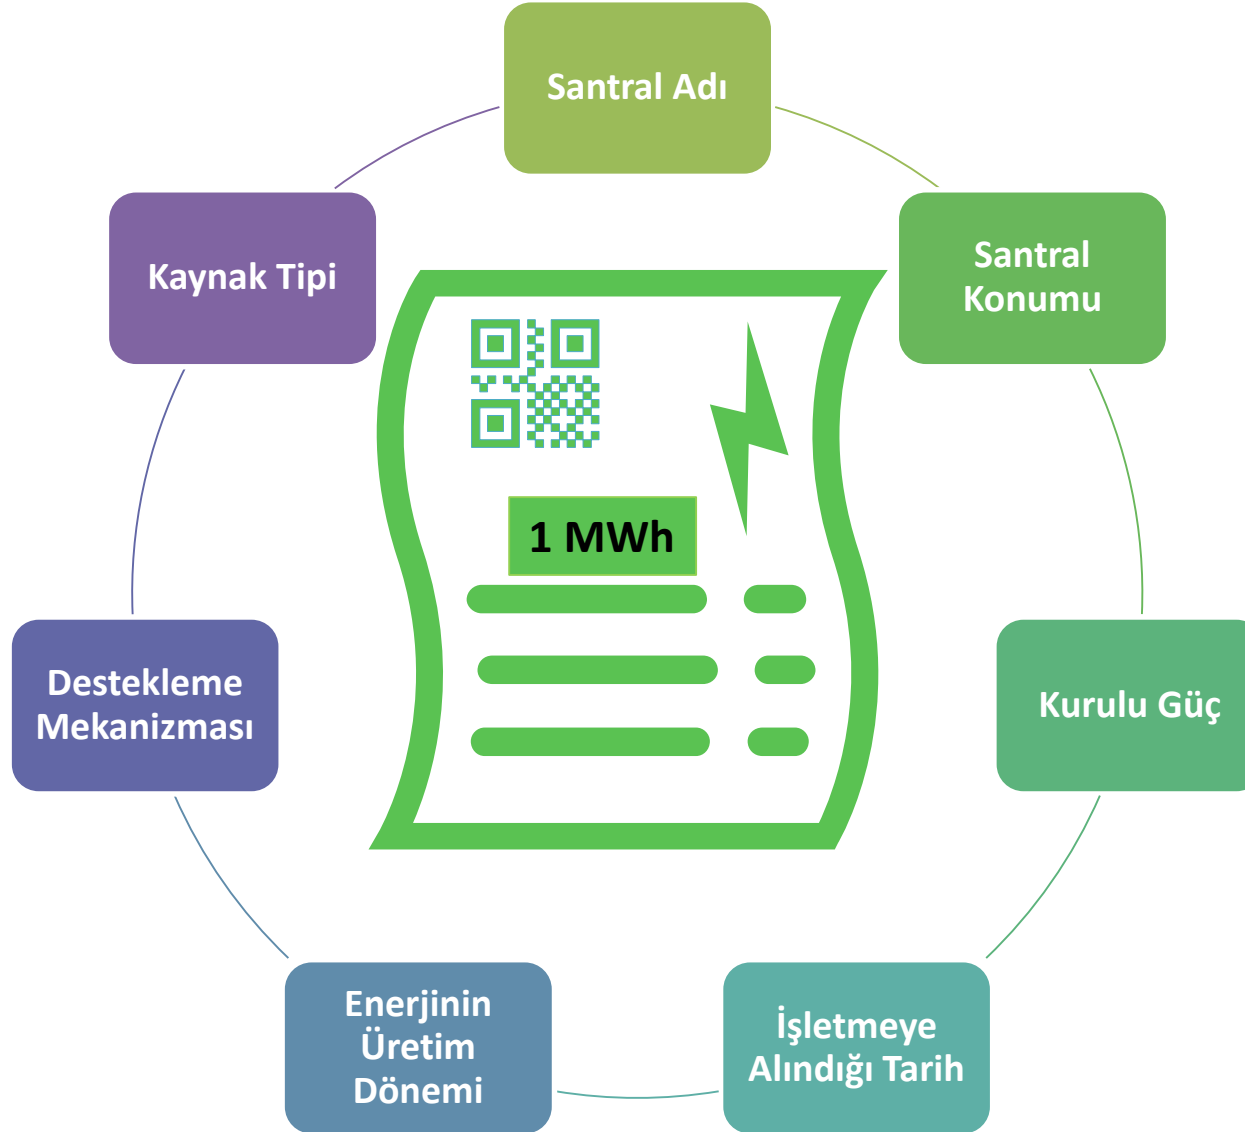 Santral Adı
Santral
Konumu
Kurulu Güç
İşletmeye
Alındığı Tarih
Enerjinin
Üretim
Dönemi
Destekleme
Mekanizması
Kaynak Tipi
1 MWh